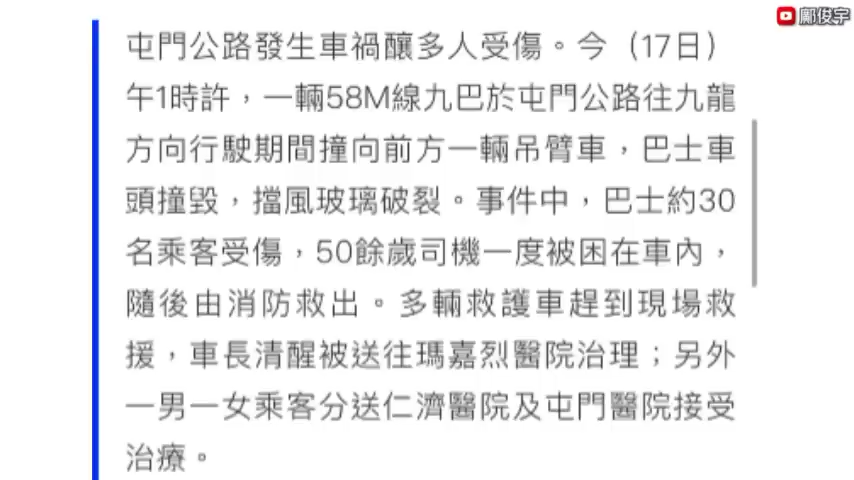 鄺俊宇
屯門公路發生車禍釀多人受傷。今（17日）
午1時許，一輛58M線九巴於屯門公路往九龍
方向行駛期間撞向前方一輛吊臂車，巴士車
頭撞毀，擋風玻璃破裂。事件中，巴士約30
名乘客受傷，50餘歲司機一度被困在車內，
隨後由消防救出。多輛救護車趕到現場救
援，車長清醒被送往瑪嘉烈醫院治理；另外
一男一女乘客分送仁濟醫院及屯門醫院接受
治療。